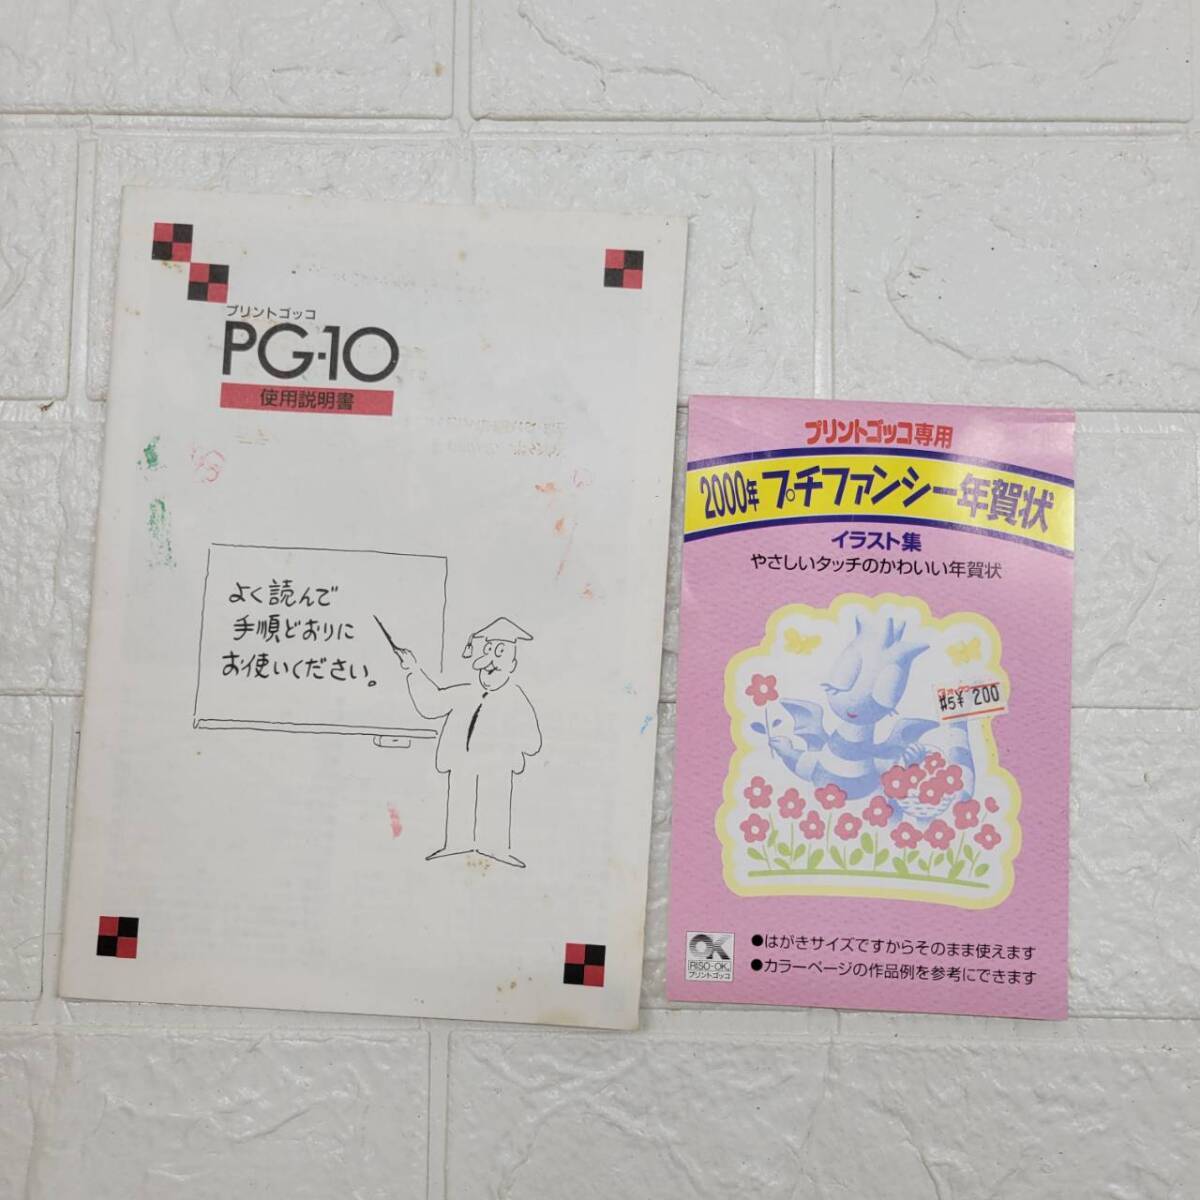 プリントゴッコ
PG-10
使用説明書
よく読んで
手順どおりに
お使いください。
プリントゴッコ専用
2000年 プチファンシー年賀状
イラスト集
やさしいタッチのかわいい年賀状
¥ 200
OK
RISO-OK
プリントゴッコ
●はがきサイズですからそのまま使えます
●カラーページの作品例を参考にできます